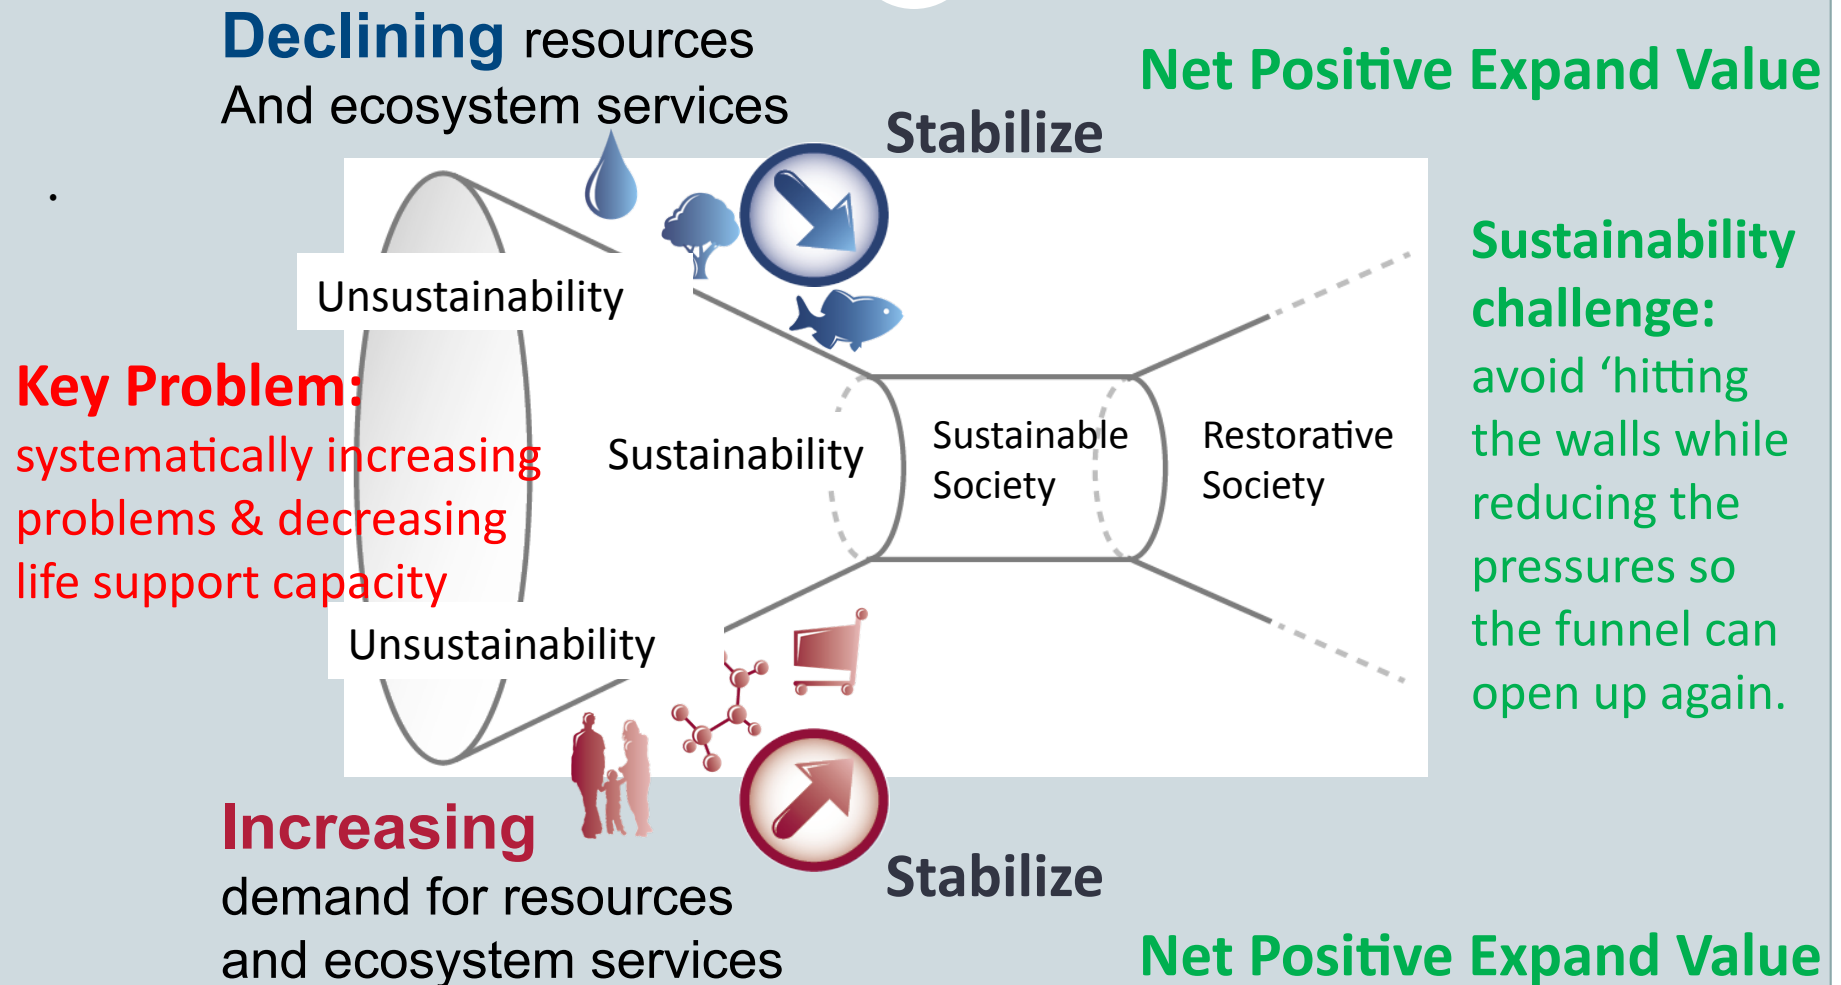 Declining resources
And ecosystem services
Net Positive Expand Value
Stabilize
.
Unsustainability
Key Problem:
systematically increasing
problems & decreasing
life support capacity
Sustainability
Sustainable
Society
Restorative
Society
Sustainability
challenge:
avoid ‘hitting
the walls while
reducing the
pressures so
the funnel can
open up again.
Unsustainability
Increasing
demand for resources
and ecosystem services
Stabilize
Net Positive Expand Value